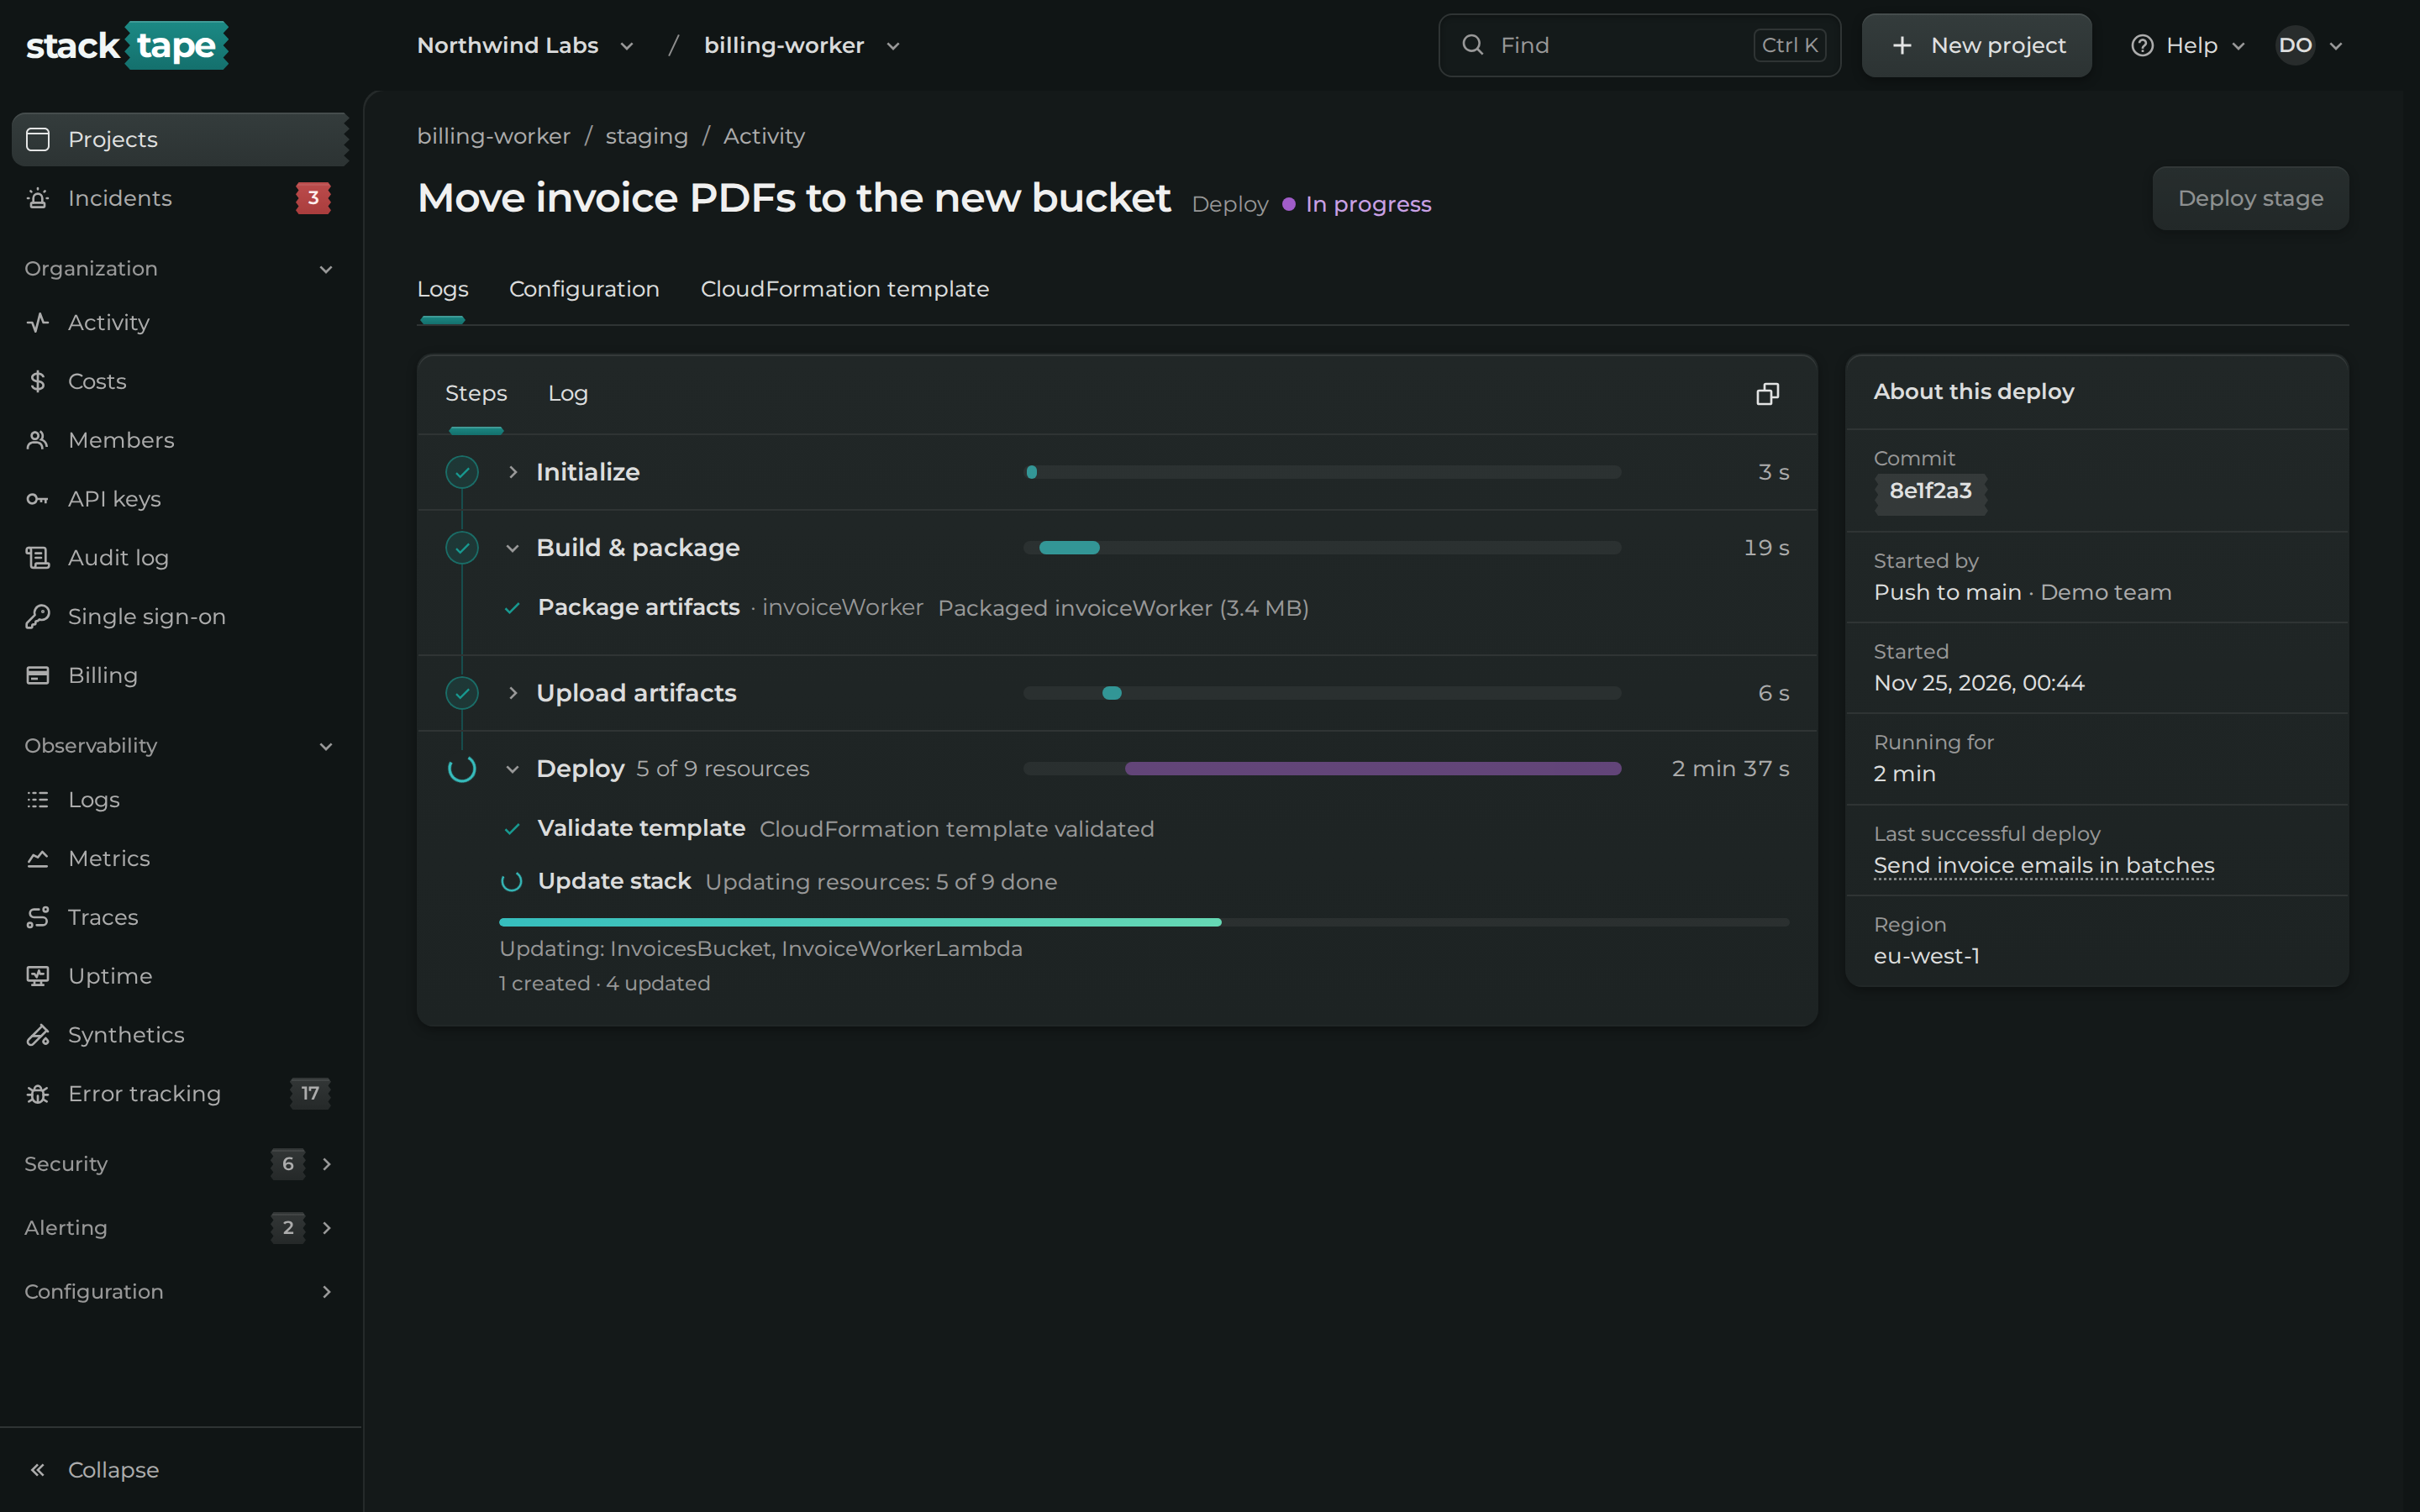 stack tape
Northwind Labs / billing-worker
Find Ctrl K
New project
Help
DO
Projects
Incidents 3
Organization
Activity
Costs
Members
API keys
Audit log
Single sign-on
Billing
Observability
Logs
Metrics
Traces
Uptime
Synthetics
Error tracking 17
Security 6
Alerting 2
Configuration
Collapse
billing-worker / staging / Activity
Move invoice PDFs to the new bucket Deploy In progress
Deploy stage
Logs Configuration CloudFormation template
Steps Log
Initialize 3 s
Build & package 19 s
Package artifacts · invoiceWorker Packaged invoiceWorker (3.4 MB)
Upload artifacts 6 s
Deploy 5 of 9 resources 2 min 37 s
Validate template CloudFormation template validated
Update stack Updating resources: 5 of 9 done
Updating: InvoicesBucket, InvoiceWorkerLambda
1 created · 4 updated
About this deploy
Commit
8e1f2a3
Started by
Push to main · Demo team
Started
Nov 25, 2026, 00:44
Running for
2 min
Last successful deploy
Send invoice emails in batches
Region
eu-west-1